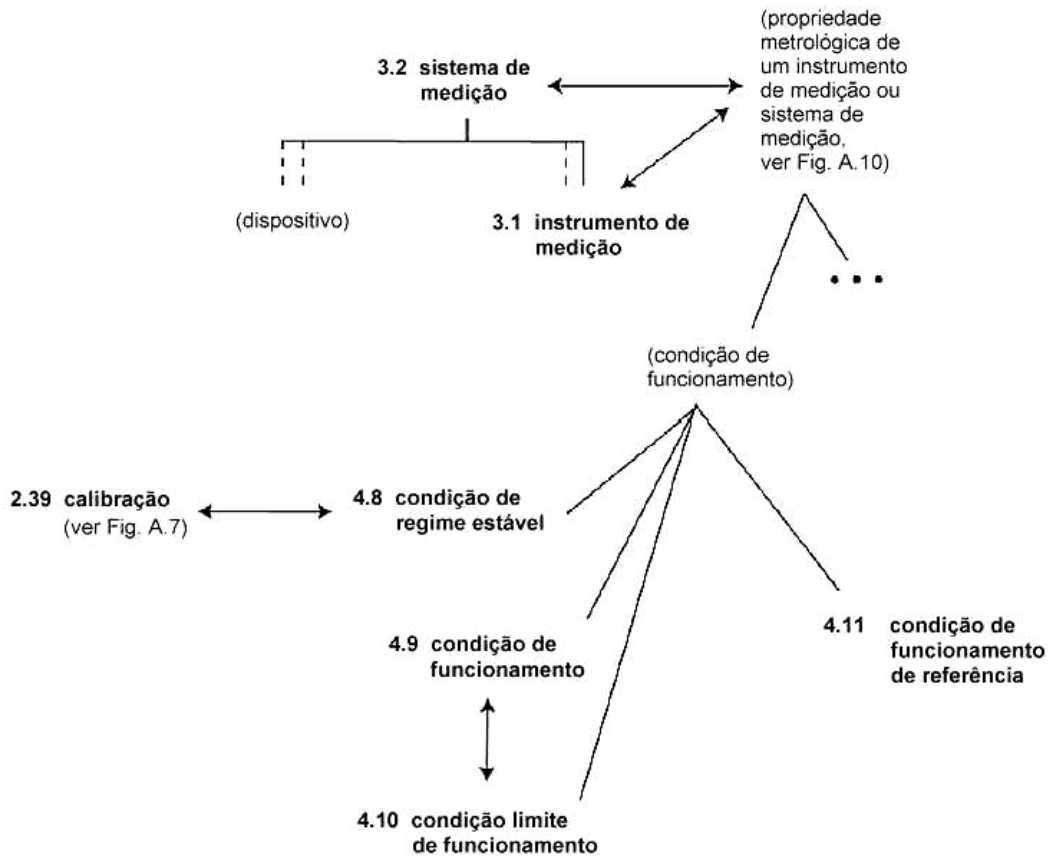 (propriedade
metrológica de
um instrumento
de medição ou
sistema de
medição,
ver Fig. A.10)
3.2 sistema de
medição
(dispositivo)
3.1 instrumento de
medição
• • •
(condição de
funcionamento)
2.39 calibração
(ver Fig. A.7)
4.8 condição de
regime estável
4.9 condição de
funcionamento
4.11 condição de
funcionamento
de referência
4.10 condição limite
de funcionamento